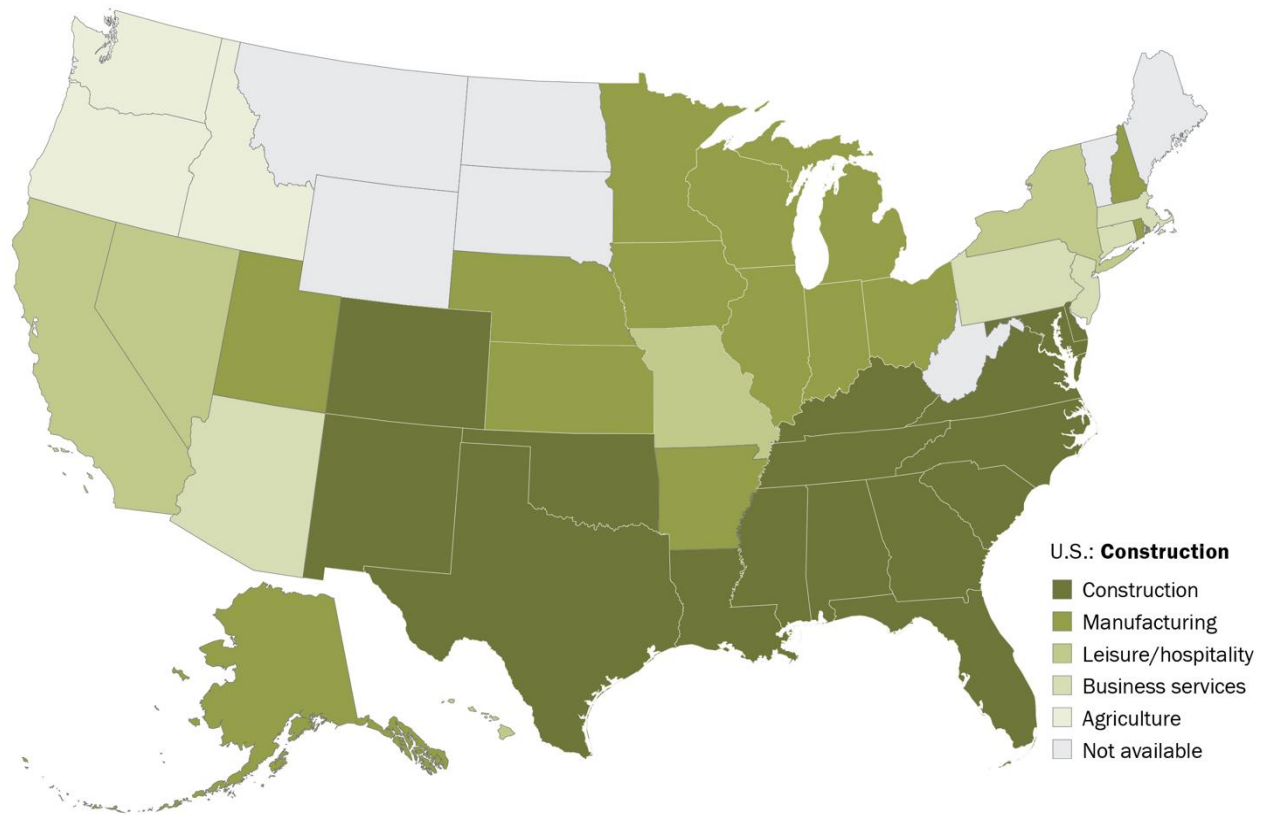 U.S.: Construction
Construction
Manufacturing
Leisure/hospitality
Business services
Agriculture
Not available